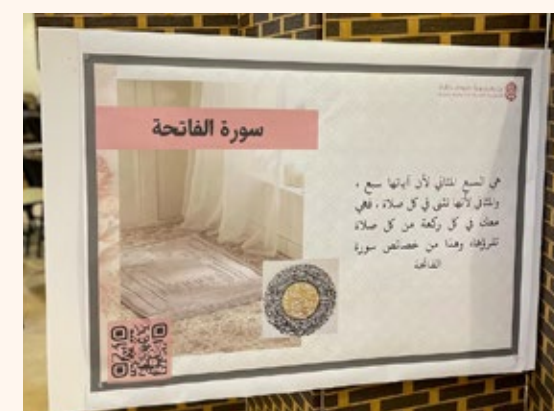 سورة الفاتحة
هي السبع المثاني لأن آياتها سبع ،
والمثاني لأنها تثنى في كل صلاة ، فهي
معك في كل ركعة من كل صلاة
تقرؤها، وهذا من خصائص سورة
الفاتحة